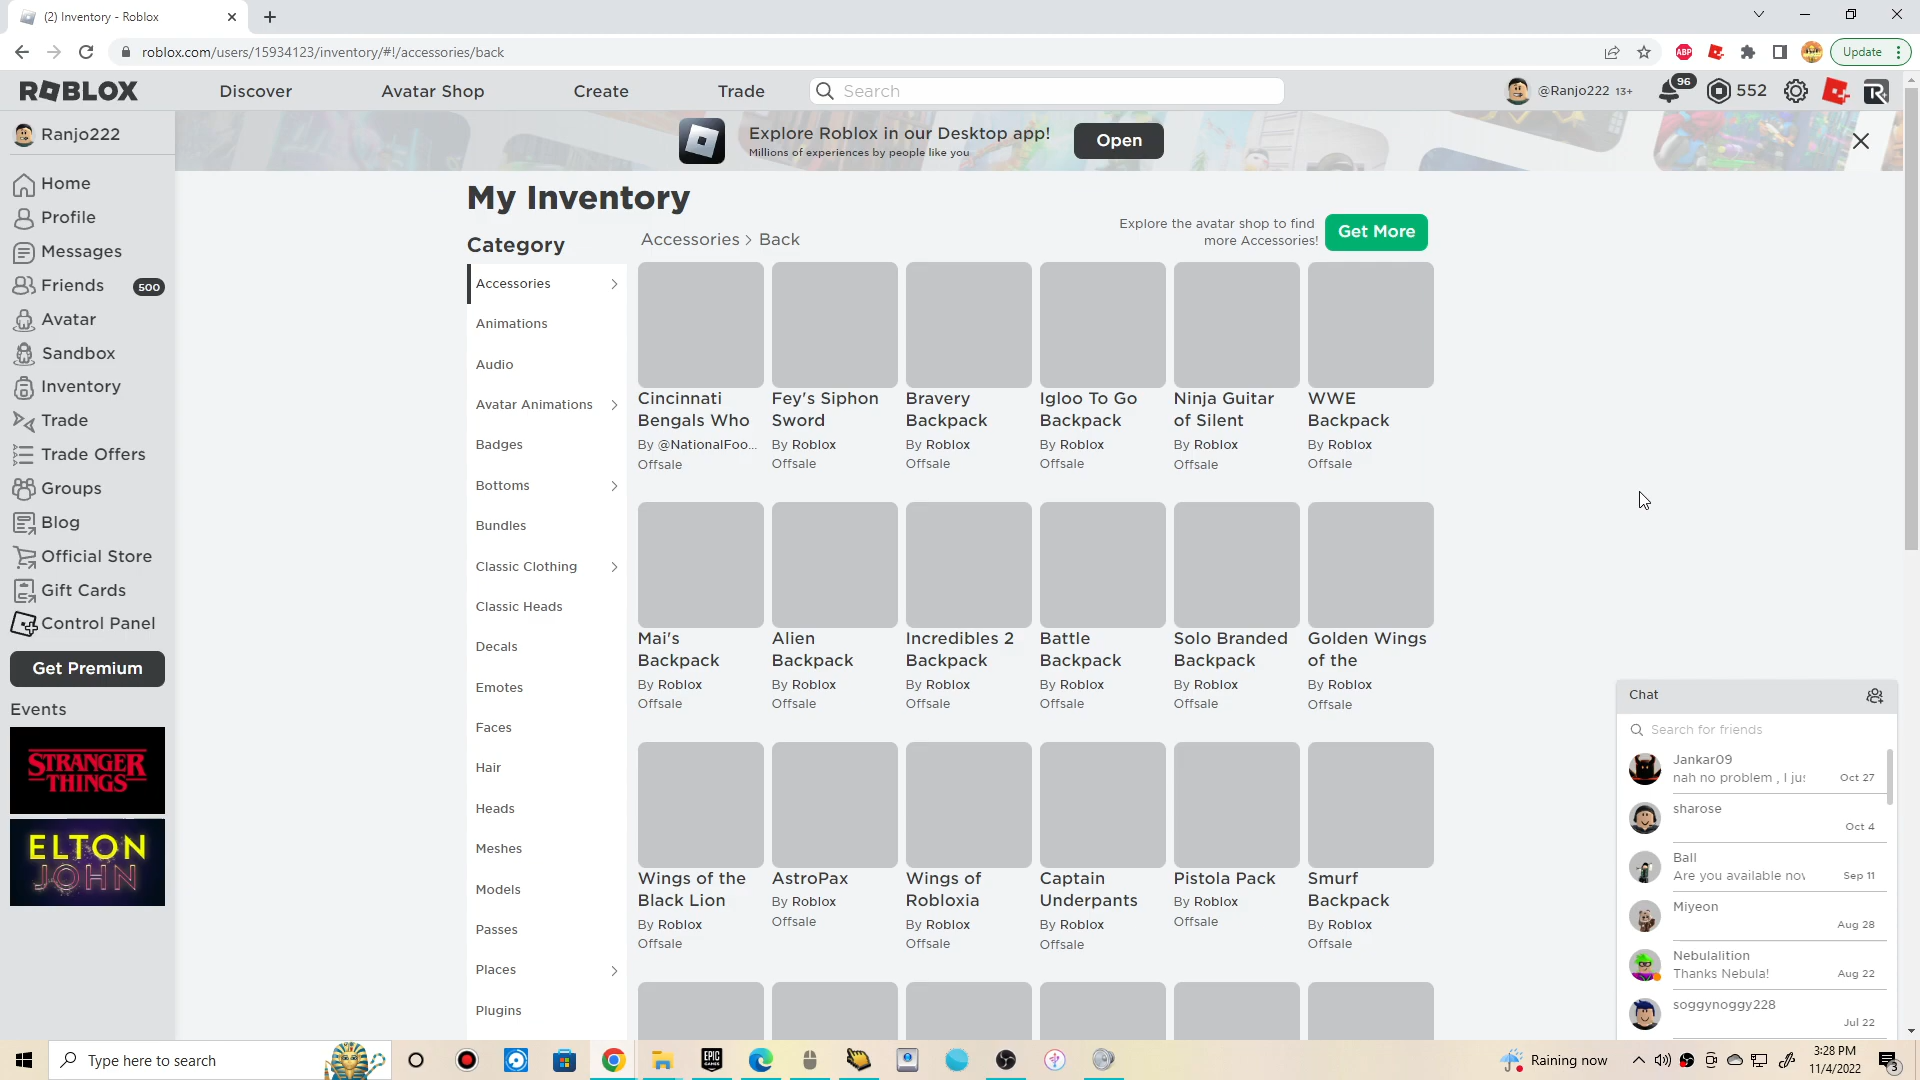 (2) Inventory - Roblox
roblox.com/users/15934123/inventory/#!/accessories/back
ABP
Update
ROBLOX
Discover
Avatar Shop
Create
Trade
Search
@Ranjo222 13+
96
552
Ranjo222
Explore Roblox in our Desktop app!
Millions of experiences by people like you
Open
Home
Profile
Messages
Friends
500
Avatar
Sandbox
Inventory
Trade
Trade Offers
Groups
Blog
Official Store
Gift Cards
Control Panel
Get Premium
Events
STRANGER
THINGS
ELTON
JOHN
My Inventory
Category
Accessories > Back
Explore the avatar shop to find
more Accessories!
Get More
Accessories
Animations
Audio
Avatar Animations
Badges
Bottoms
Bundles
Classic Clothing
Classic Heads
Decals
Emotes
Faces
Hair
Heads
Meshes
Models
Passes
Places
Plugins
Cincinnati
Bengals Who
By @NationalFoo...
Offsale
Fey's Siphon
Sword
By Roblox
Offsale
Bravery
Backpack
By Roblox
Offsale
Igloo To Go
Backpack
By Roblox
Offsale
Ninja Guitar
of Silent
By Roblox
Offsale
WWE
Backpack
By Roblox
Offsale
Mai's
Backpack
By Roblox
Offsale
Alien
Backpack
By Roblox
Offsale
Incredibles 2
Backpack
By Roblox
Offsale
Battle
Backpack
By Roblox
Offsale
Solo Branded
Backpack
By Roblox
Offsale
Golden Wings
of the
By Roblox
Offsale
Wings of the
Black Lion
By Roblox
Offsale
AstroPax
By Roblox
Offsale
Wings of
Robloxia
By Roblox
Offsale
Captain
Underpants
By Roblox
Offsale
Pistola Pack
By Roblox
Offsale
Smurf
Backpack
By Roblox
Offsale
Chat
Search for friends
Jankar09
nah no problem , I jus
Oct 27
sharose
Oct 4
Ball
Are you available nov
Sep 11
Miyeon
Aug 28
Nebulalition
Thanks Nebula!
Aug 22
soggynoggy228
Jul 22
Type here to search
EPIC
GAMES
Raining now
3:28 PM
11/4/2022
3